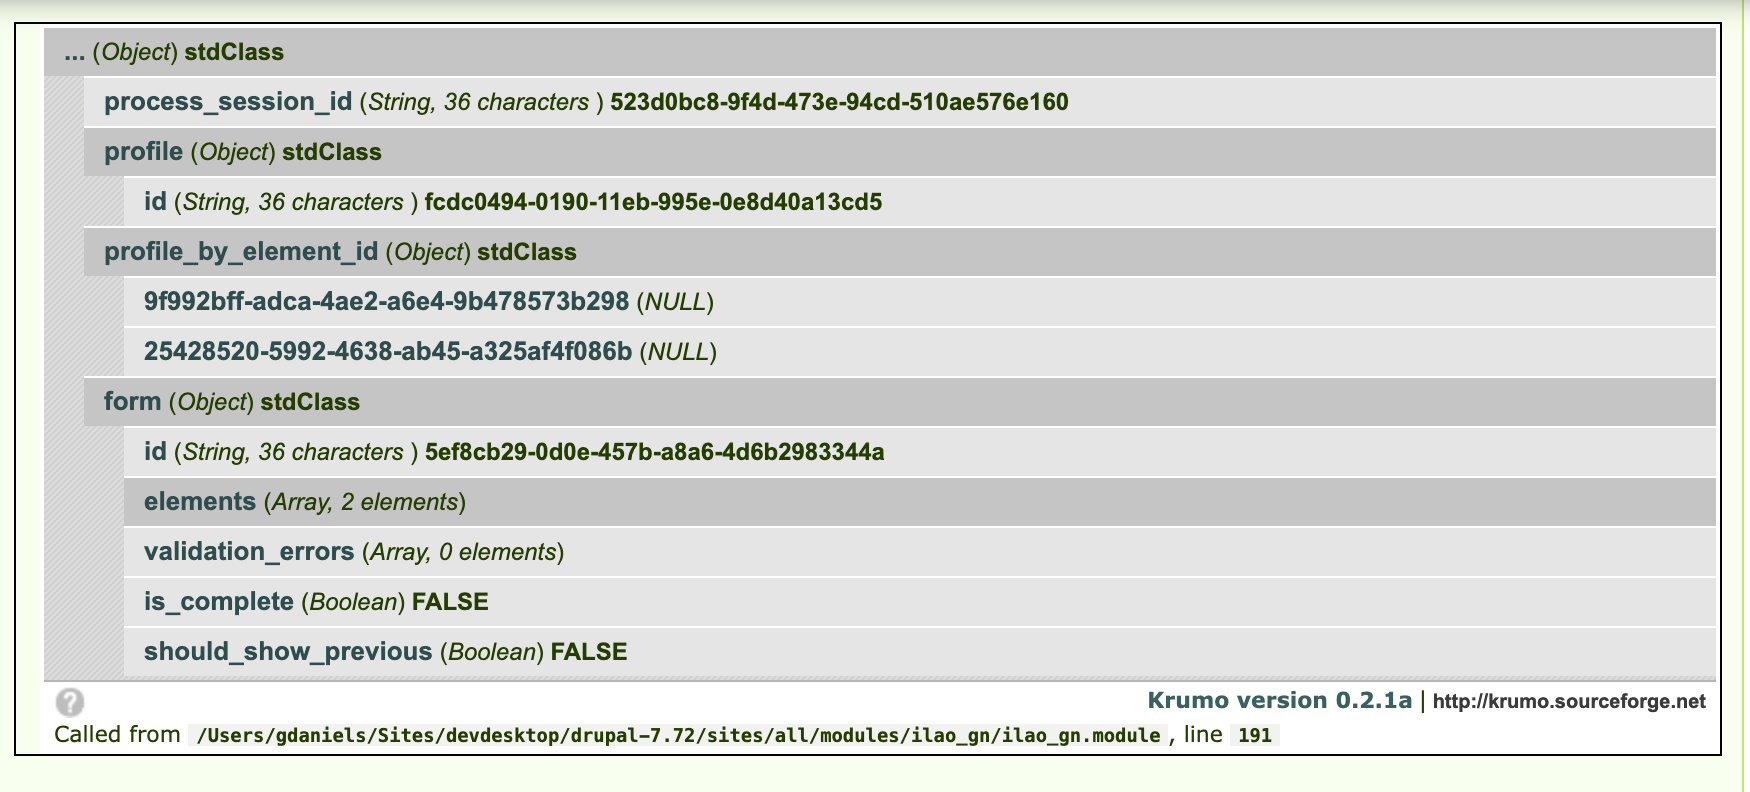 ... (Object) stdClass
process_session_id (String, 36 characters ) 523d0bc8-9f4d-473e-94cd-510ae576e160
profile (Object) stdClass
id (String, 36 characters ) fcdc0494-0190-11eb-995e-0e8d40a13cd5
profile_by_element_id (Object) stdClass
9f992bff-adca-4ae2-a6e4-9b478573b298 (NULL)
25428520-5992-4638-ab45-a325af4f086b (NULL)
form (Object) stdClass
id (String, 36 characters ) 5ef8cb29-0d0e-457b-a8a6-4d6b2983344a
elements (Array, 2 elements)
validation_errors (Array, 0 elements)
is_complete (Boolean) FALSE
should_show_previous (Boolean) FALSE
?
Krumo version 0.2.1a | http://krumo.sourceforge.net
Called from /Users/gdaniels/Sites/devdesktop/drupal-7.72/sites/all/modules/ilao_gn/ilao_gn.module , line 191